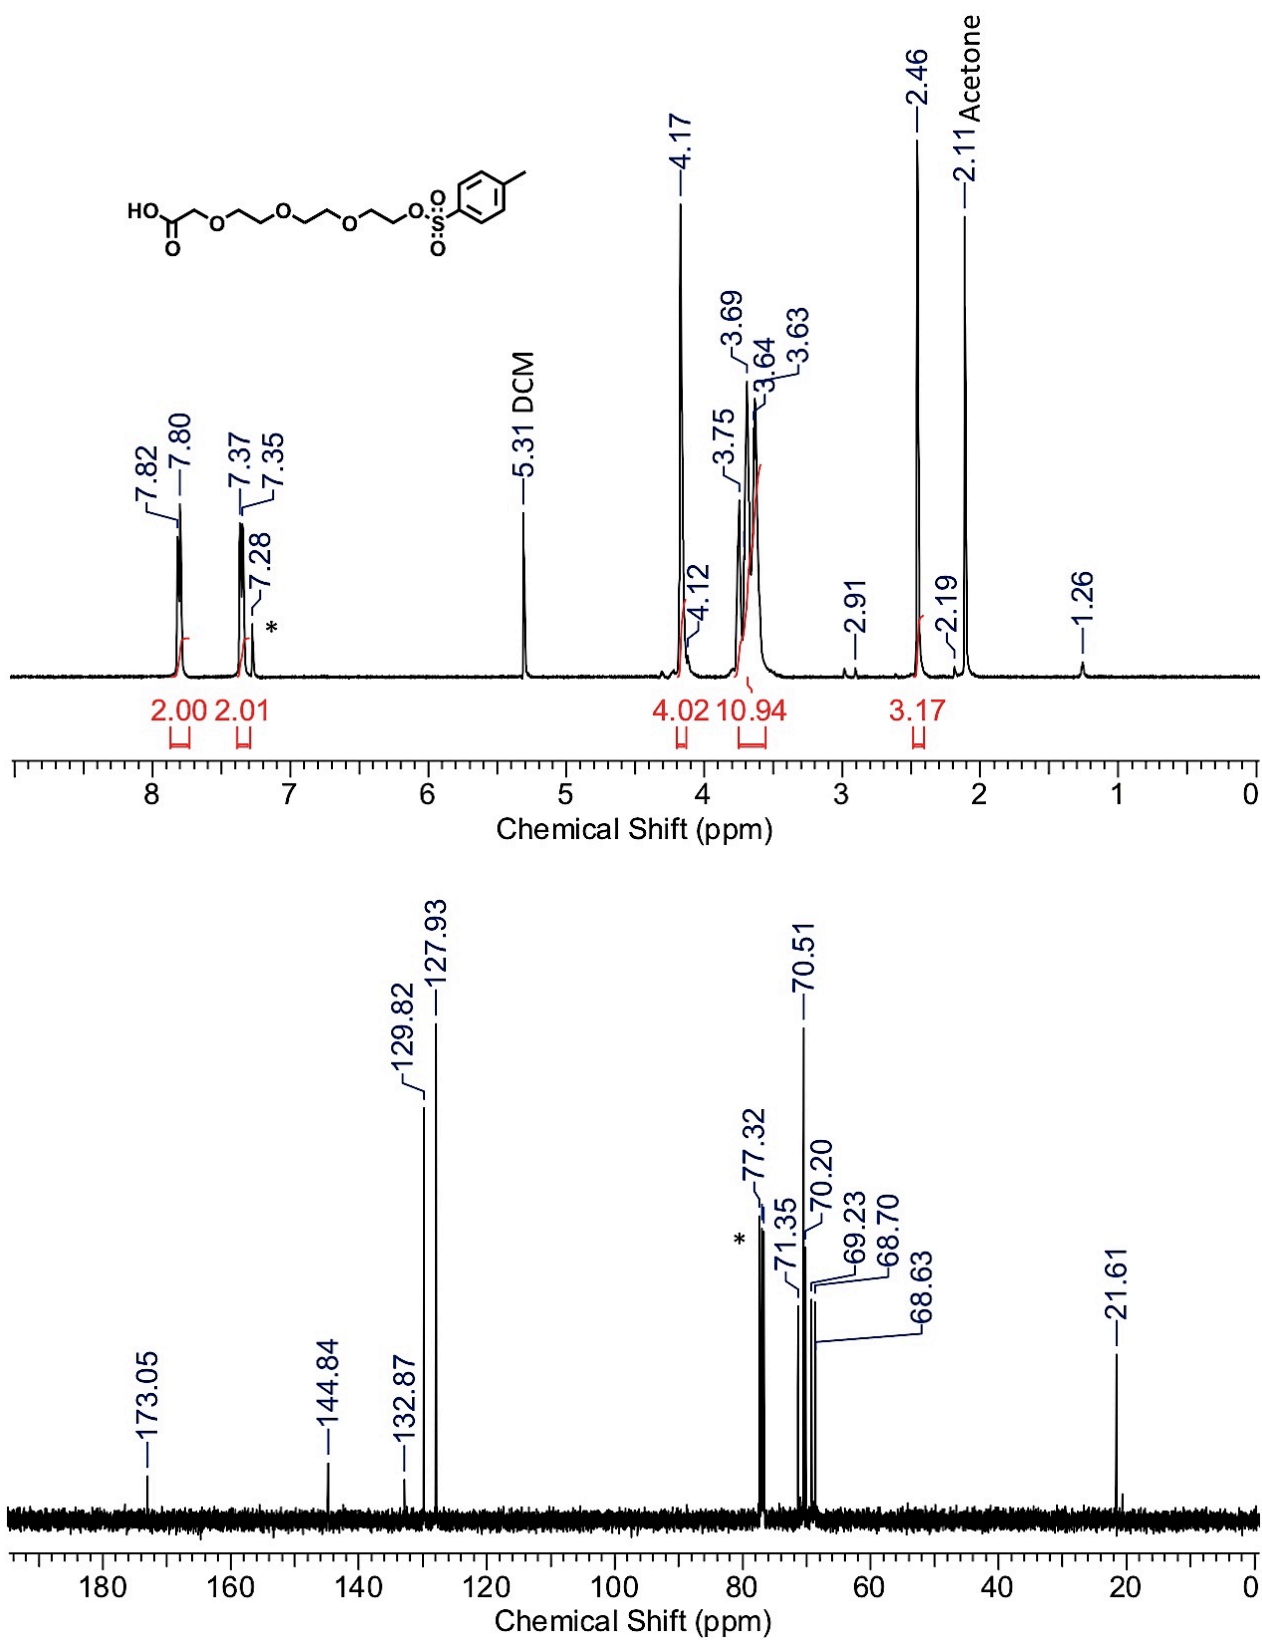 2.46
2.11 Acetone
4.17
3.69
3.64
3.63
5.31 DCM
3.75
7.82
7.80
7.37
7.35
7.28
*
4.12
2.91
2.19
1.26
HO
O
O
O
O
O
O
S
O
2.00 2.01 4.02 10.94 3.17
8 7 6 5 4 3 2 1 0
Chemical Shift (ppm)
127.93
129.82
70.51
77.32
*
71.35
70.20
69.23
68.70
68.63
21.61
173.05
144.84
132.87
180 160 140 120 100 80 60 40 20 0
Chemical Shift (ppm)